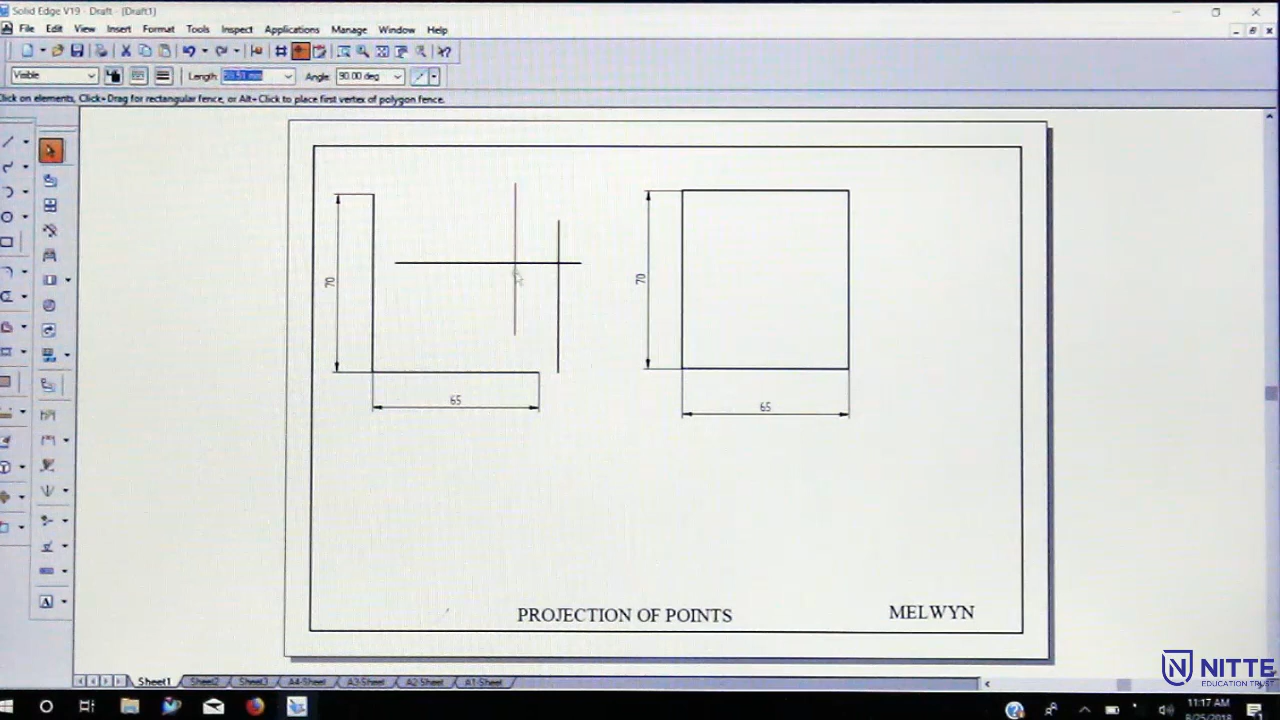 Solid Edge V19 - Draft - (Draft1)
File Edit View Insert Format Tools Inspect Applications Manage Window Help
Visible Length: Angle: 90.00 deg
Click on elements, Click+Drag for rectangular fence, or Alt+Click to place first vertex of polygon fence.
70
65
70
65
A
PROJECTION OF POINTS
MELWYN
Sheet1 Sheet2 Sheet3 A4-Sheet A3-Sheet A2-Sheet A1-Sheet
NITTE
EDUCATION TRUST
11:17 AM
8/25/2018